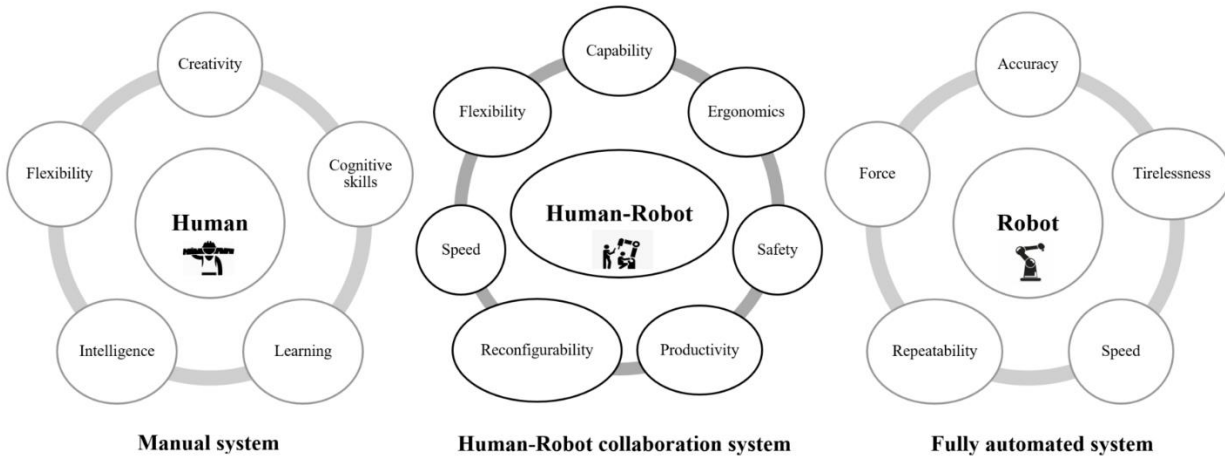 Creativity
Flexibility
Cognitive
skills
Human
Intelligence
Learning
Manual system
Capability
Flexibility
Ergonomics
Human-Robot
Speed
Safety
Reconfigurability
Productivity
Human-Robot collaboration system
Accuracy
Force
Tirelessness
Robot
Repeatability
Speed
Fully automated system